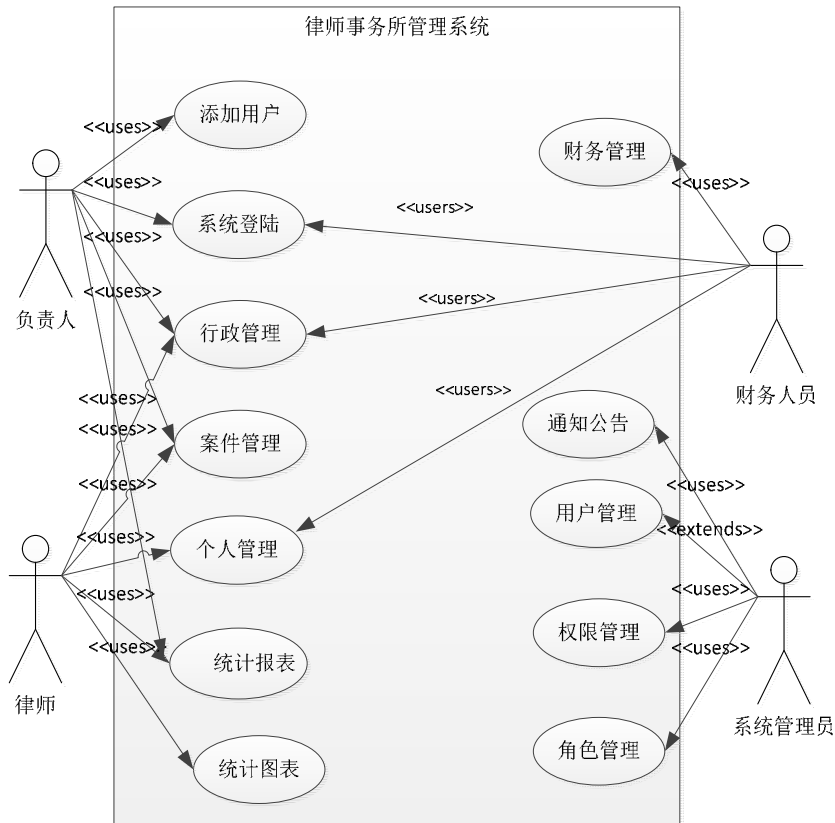 律师事务所管理系统
添加用户
<<uses>>
财务管理
<<uses>>
<<uses>>
<<users>>
系统登陆
<<uses>>
<<uses>>
<<users>>
负责人
行政管理
<<users>>
财务人员
<<uses>>
<<uses>>
通知公告
案件管理
<<uses>>
<<uses>>
用户管理
<<extends>>
<<uses>>
个人管理
<<uses>>
<<uses>>
权限管理
<<uses>>
<<uses>>
统计报表
律师
系统管理员
角色管理
统计图表